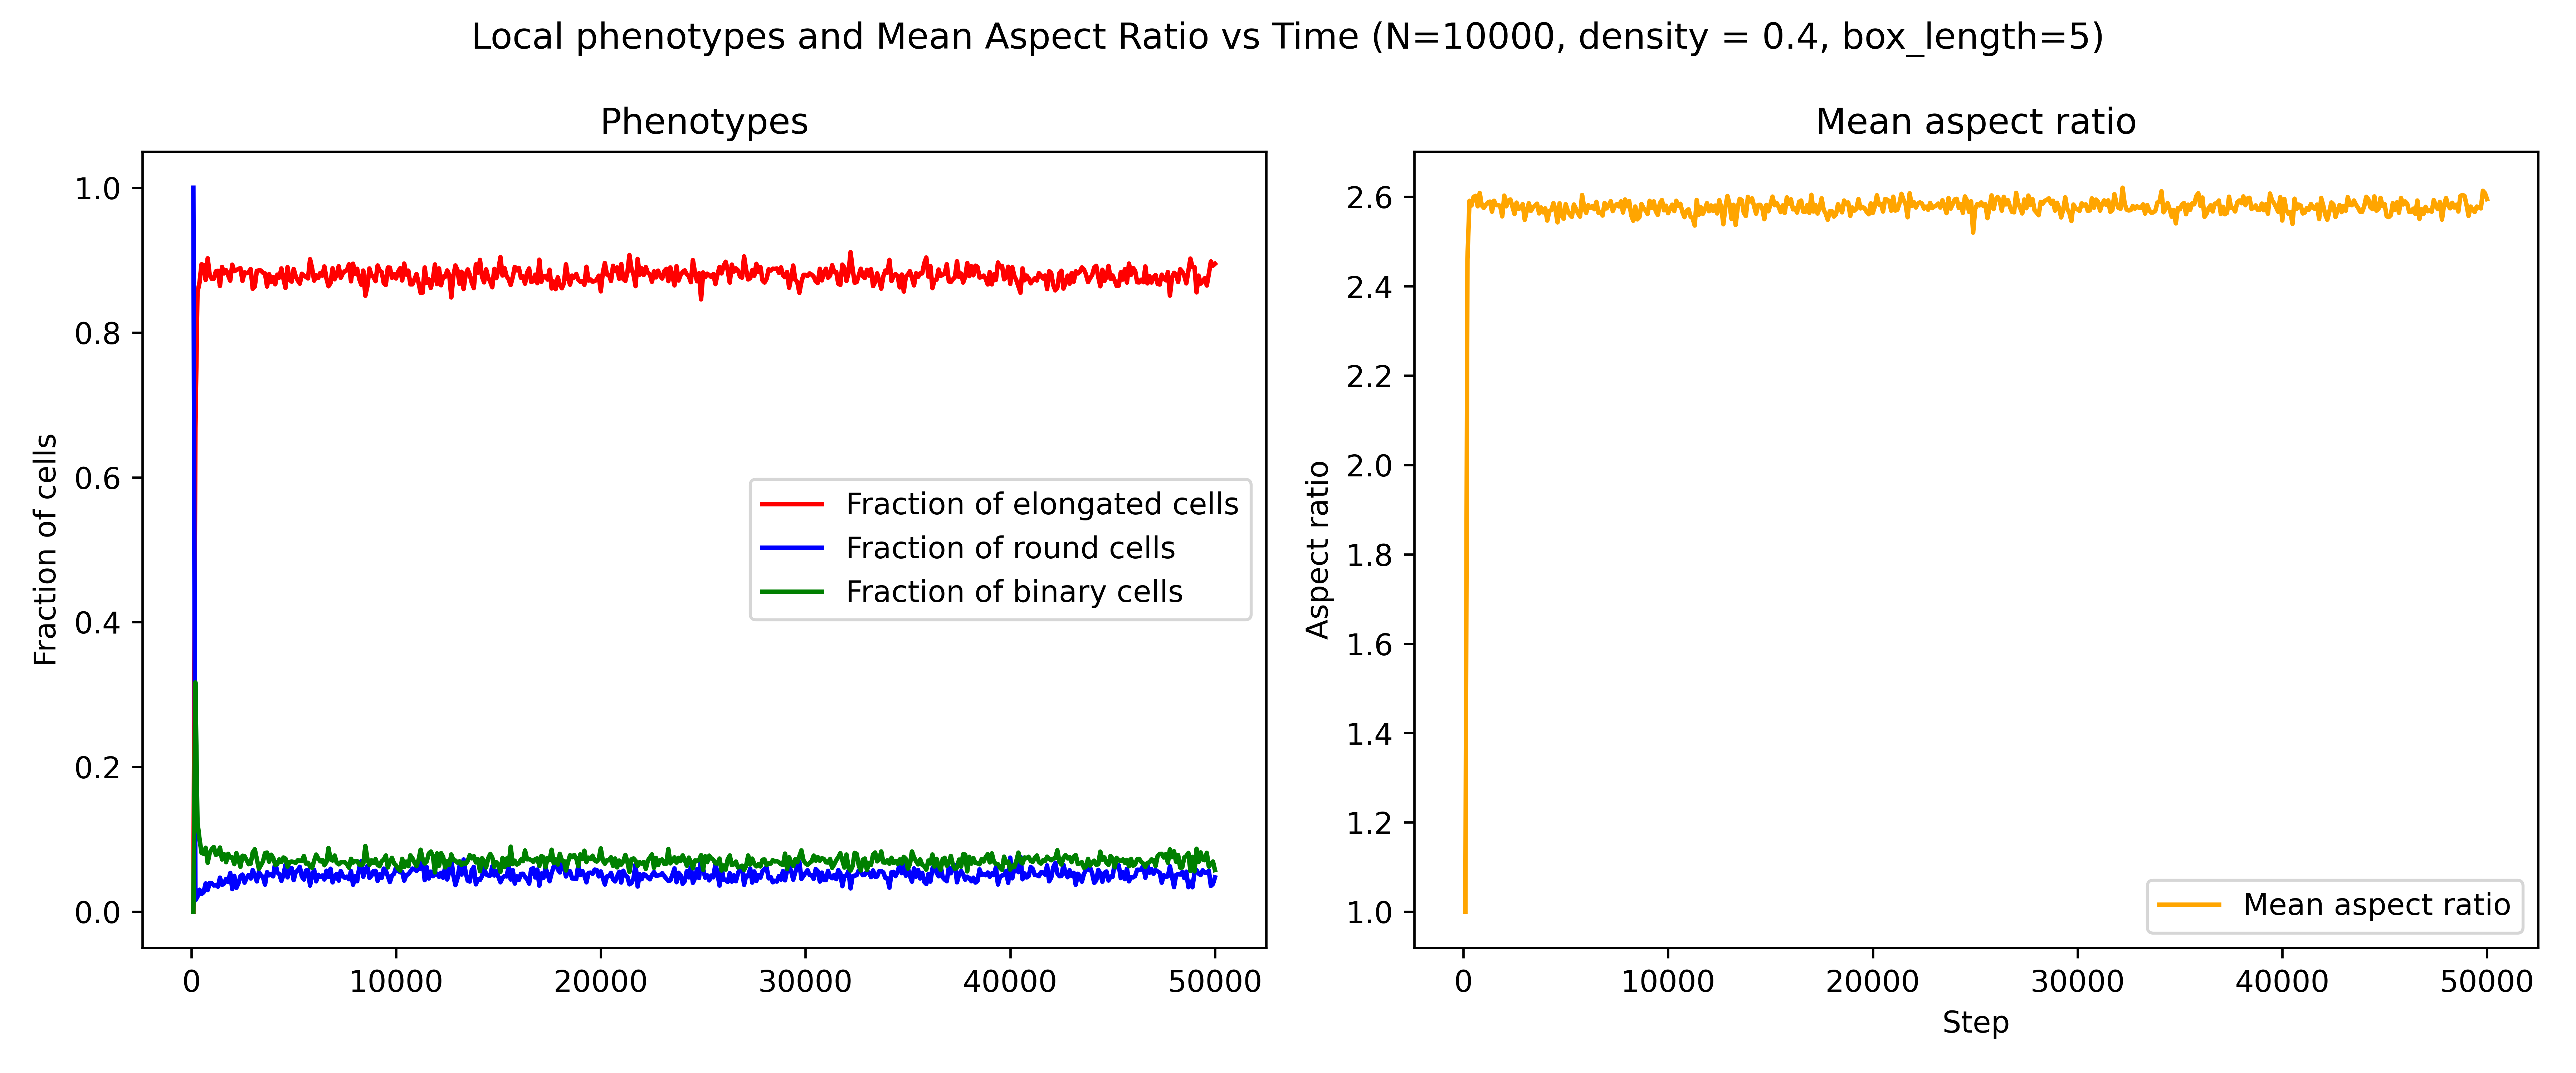 Local phenotypes and Mean Aspect Ratio vs Time (N=10000, density = 0.4, box_length=5)
Phenotypes
Fraction of cells
1.0
0.8
0.6
0.4
0.2
0.0
Fraction of elongated cells
Fraction of round cells
Fraction of binary cells
0 10000 20000 30000 40000 50000
Mean aspect ratio
Aspect ratio
2.6
2.4
2.2
2.0
1.8
1.6
1.4
1.2
1.0
Mean aspect ratio
0 10000 20000 30000 40000 50000
Step